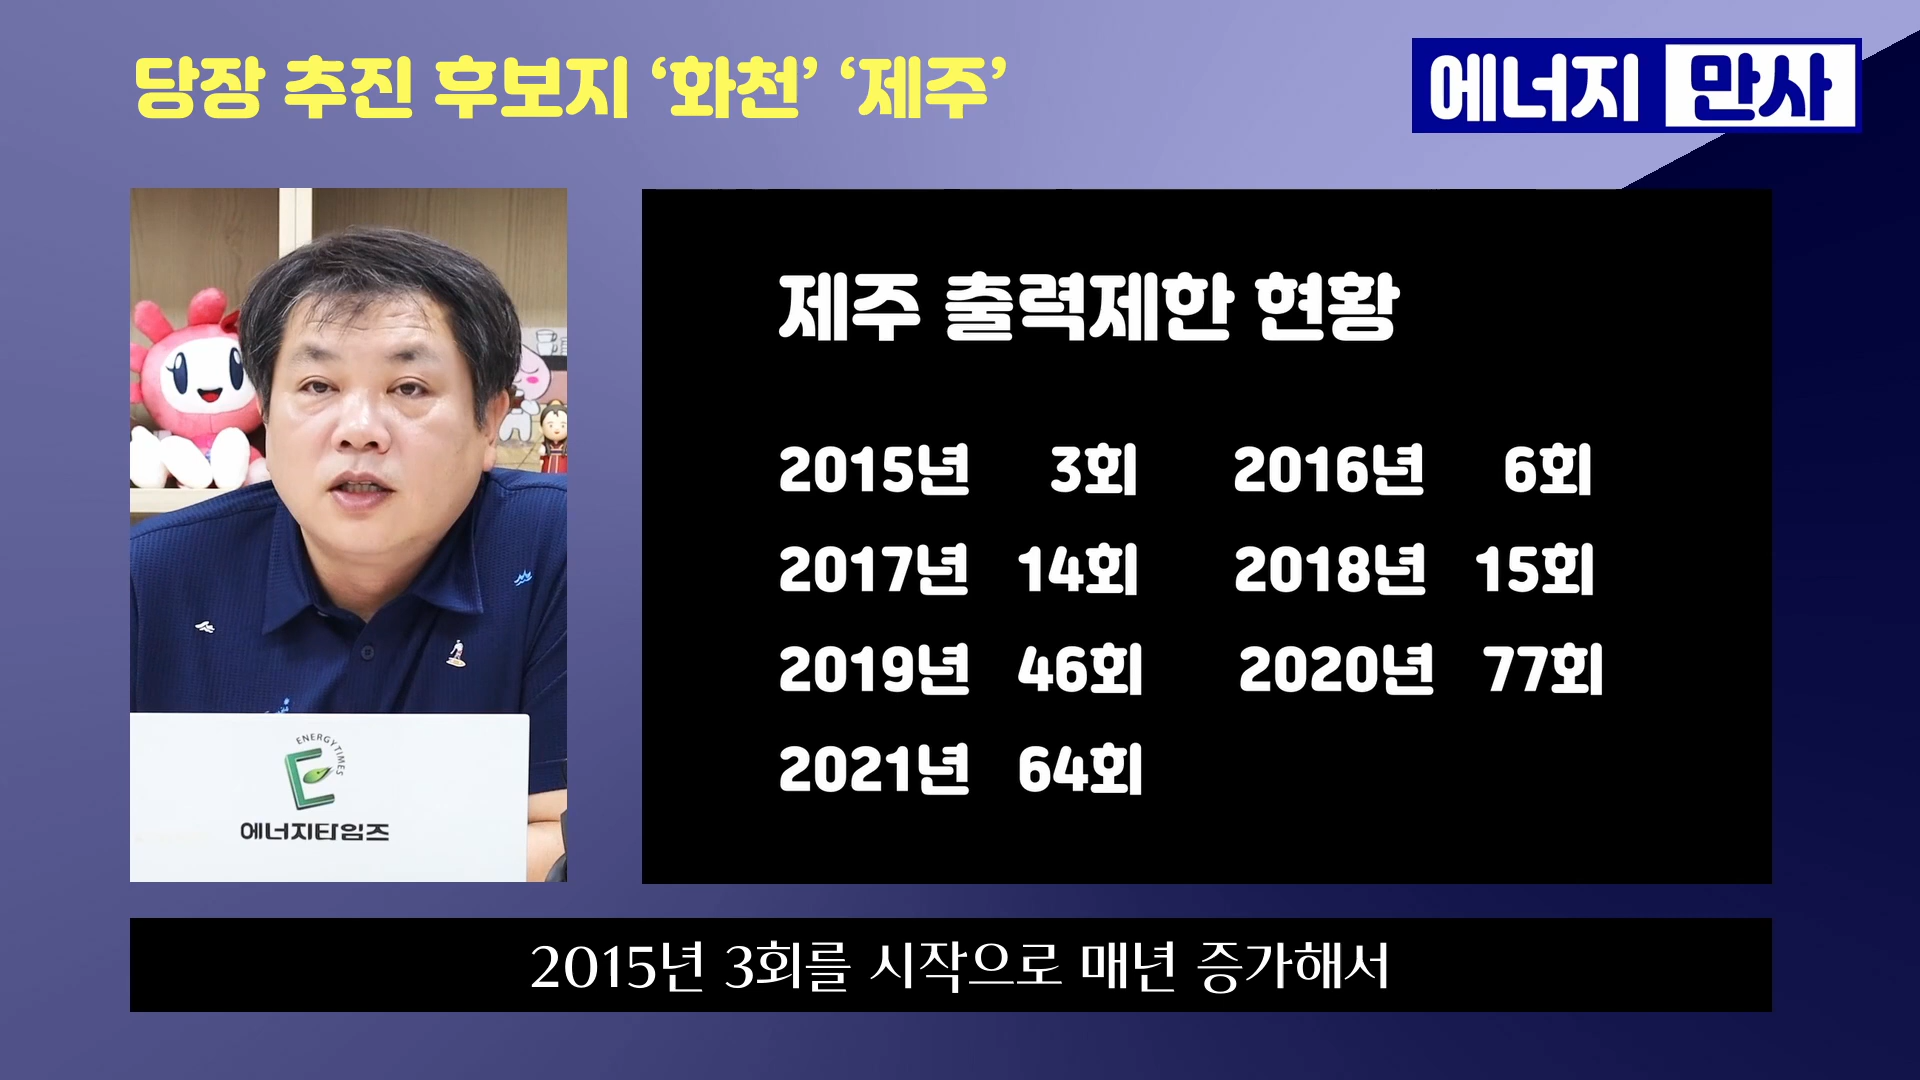 당장 추진 후보지 ‘화천’ ‘제주’
에너지 만사
제주 출력제한 현황
2015년 3회 2016년 6회
2017년 14회 2018년 15회
2019년 46회 2020년 77회
2021년 64회
ENERGYTIMES
에너지타임즈
2015년 3회를 시작으로 매년 증가해서